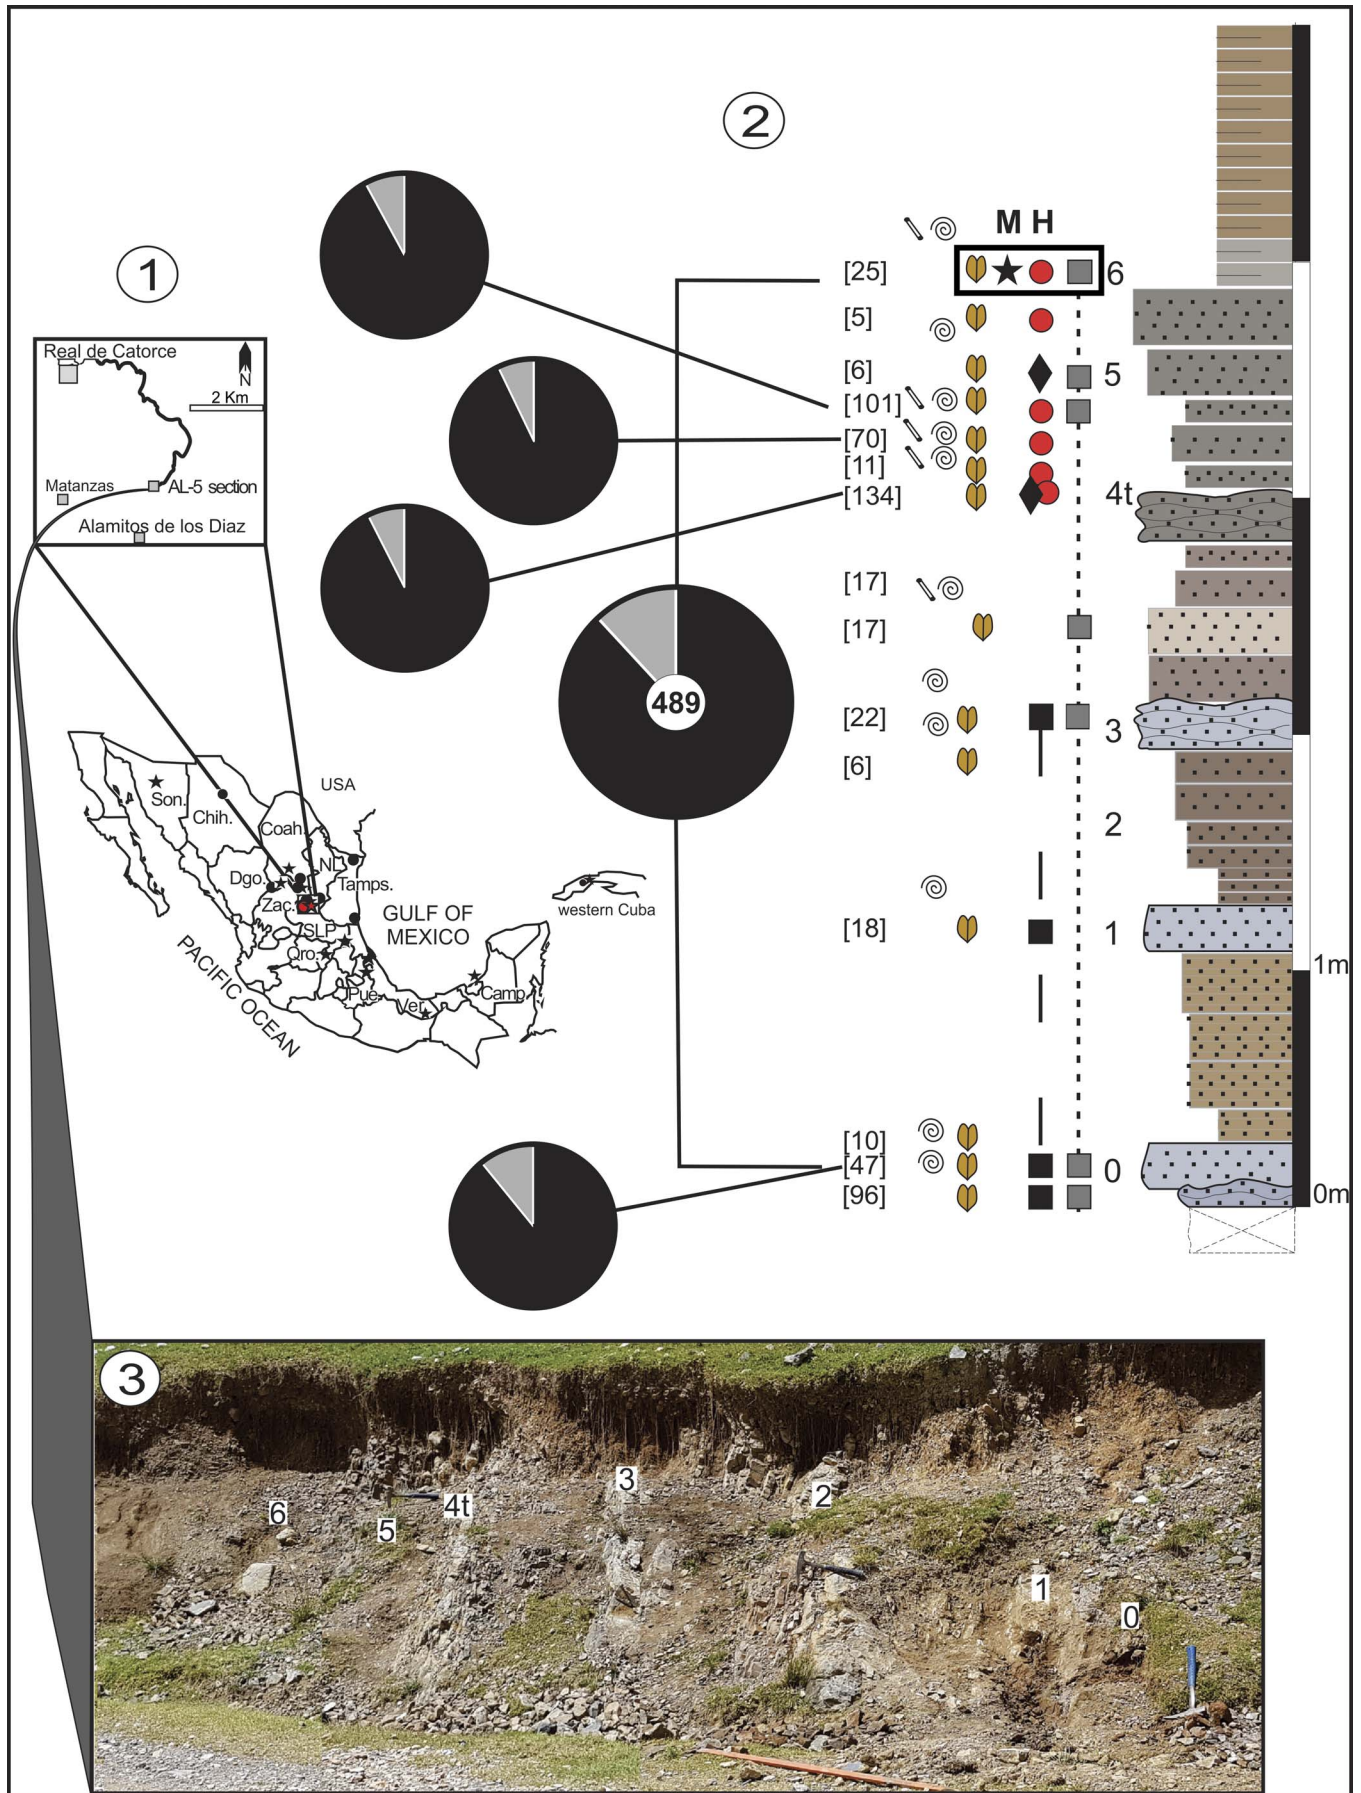 2
1
Real de Catorce
N
2 Km
Matanzas
AL-5 section
Alamitos de los Diaz
USA
Son.
Chih.
Coah.
NL
Dgo.
Tamps.
Zac.
SLP
GULF OF
MEXICO
western Cuba
Qro.
Pue.
Ver.
Camp.
PACIFIC OCEAN
489
M H
[25]
6
[5]
[6]
5
[101]
[70]
[11]
[134]
4t
[17]
[17]
[22]
3
[6]
2
[18]
1
1m
[10]
[47]
0
[96]
0m
3
6
5
4t
3
2
1
0